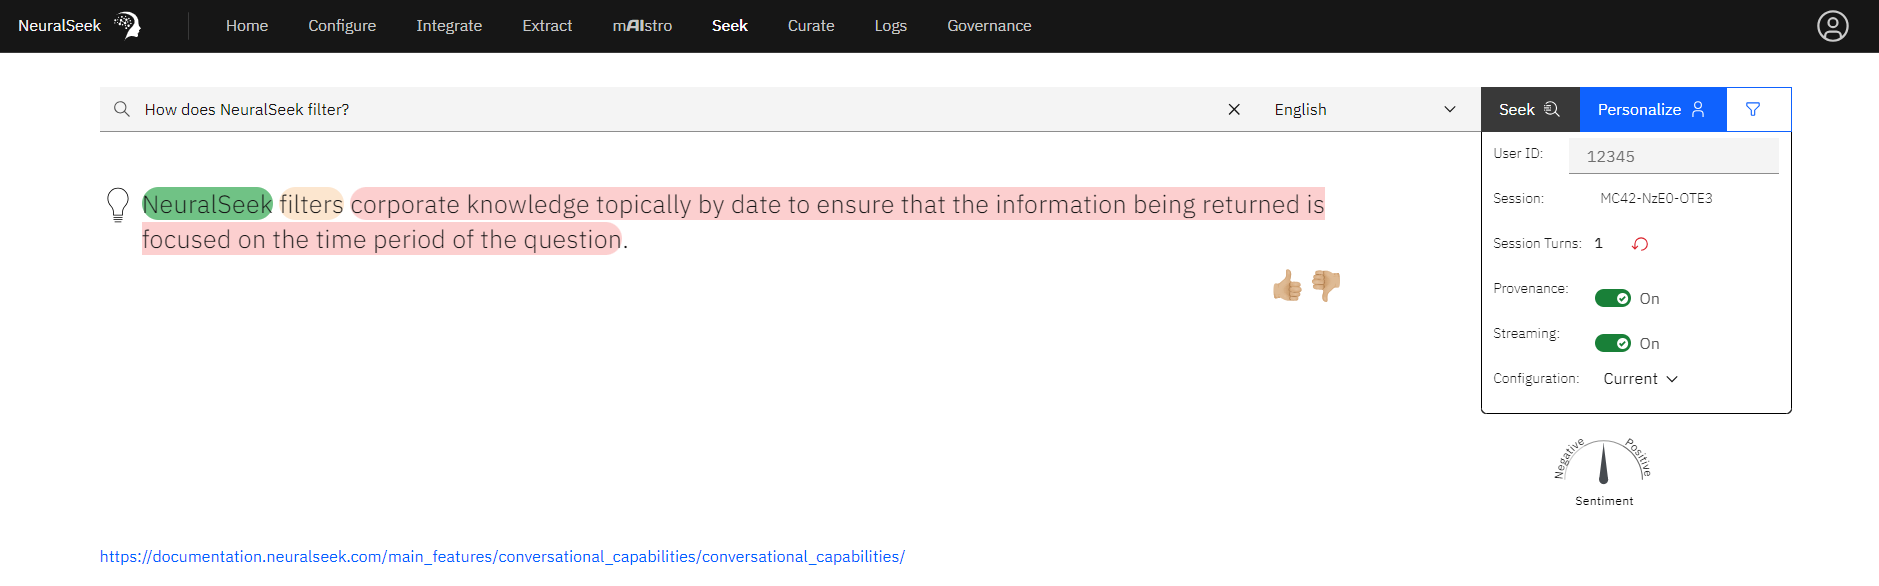 NeuralSeek Home Configure Integrate Extract mAIstro Seek Curate Logs Governance
How does NeuralSeek filter? English Seek Personalize
User ID: 12345
NeuralSeek filters corporate knowledge topically by date to ensure that the information being returned is
focused on the time period of the question.
Session: MC42-NzE0-OTE3
Session Turns: 1
Provenance: On
Streaming: On
Configuration: Current
Negative Positive
Sentiment
https://documentation.neuralseek.com/main_features/conversational_capabilities/conversational_capabilities/